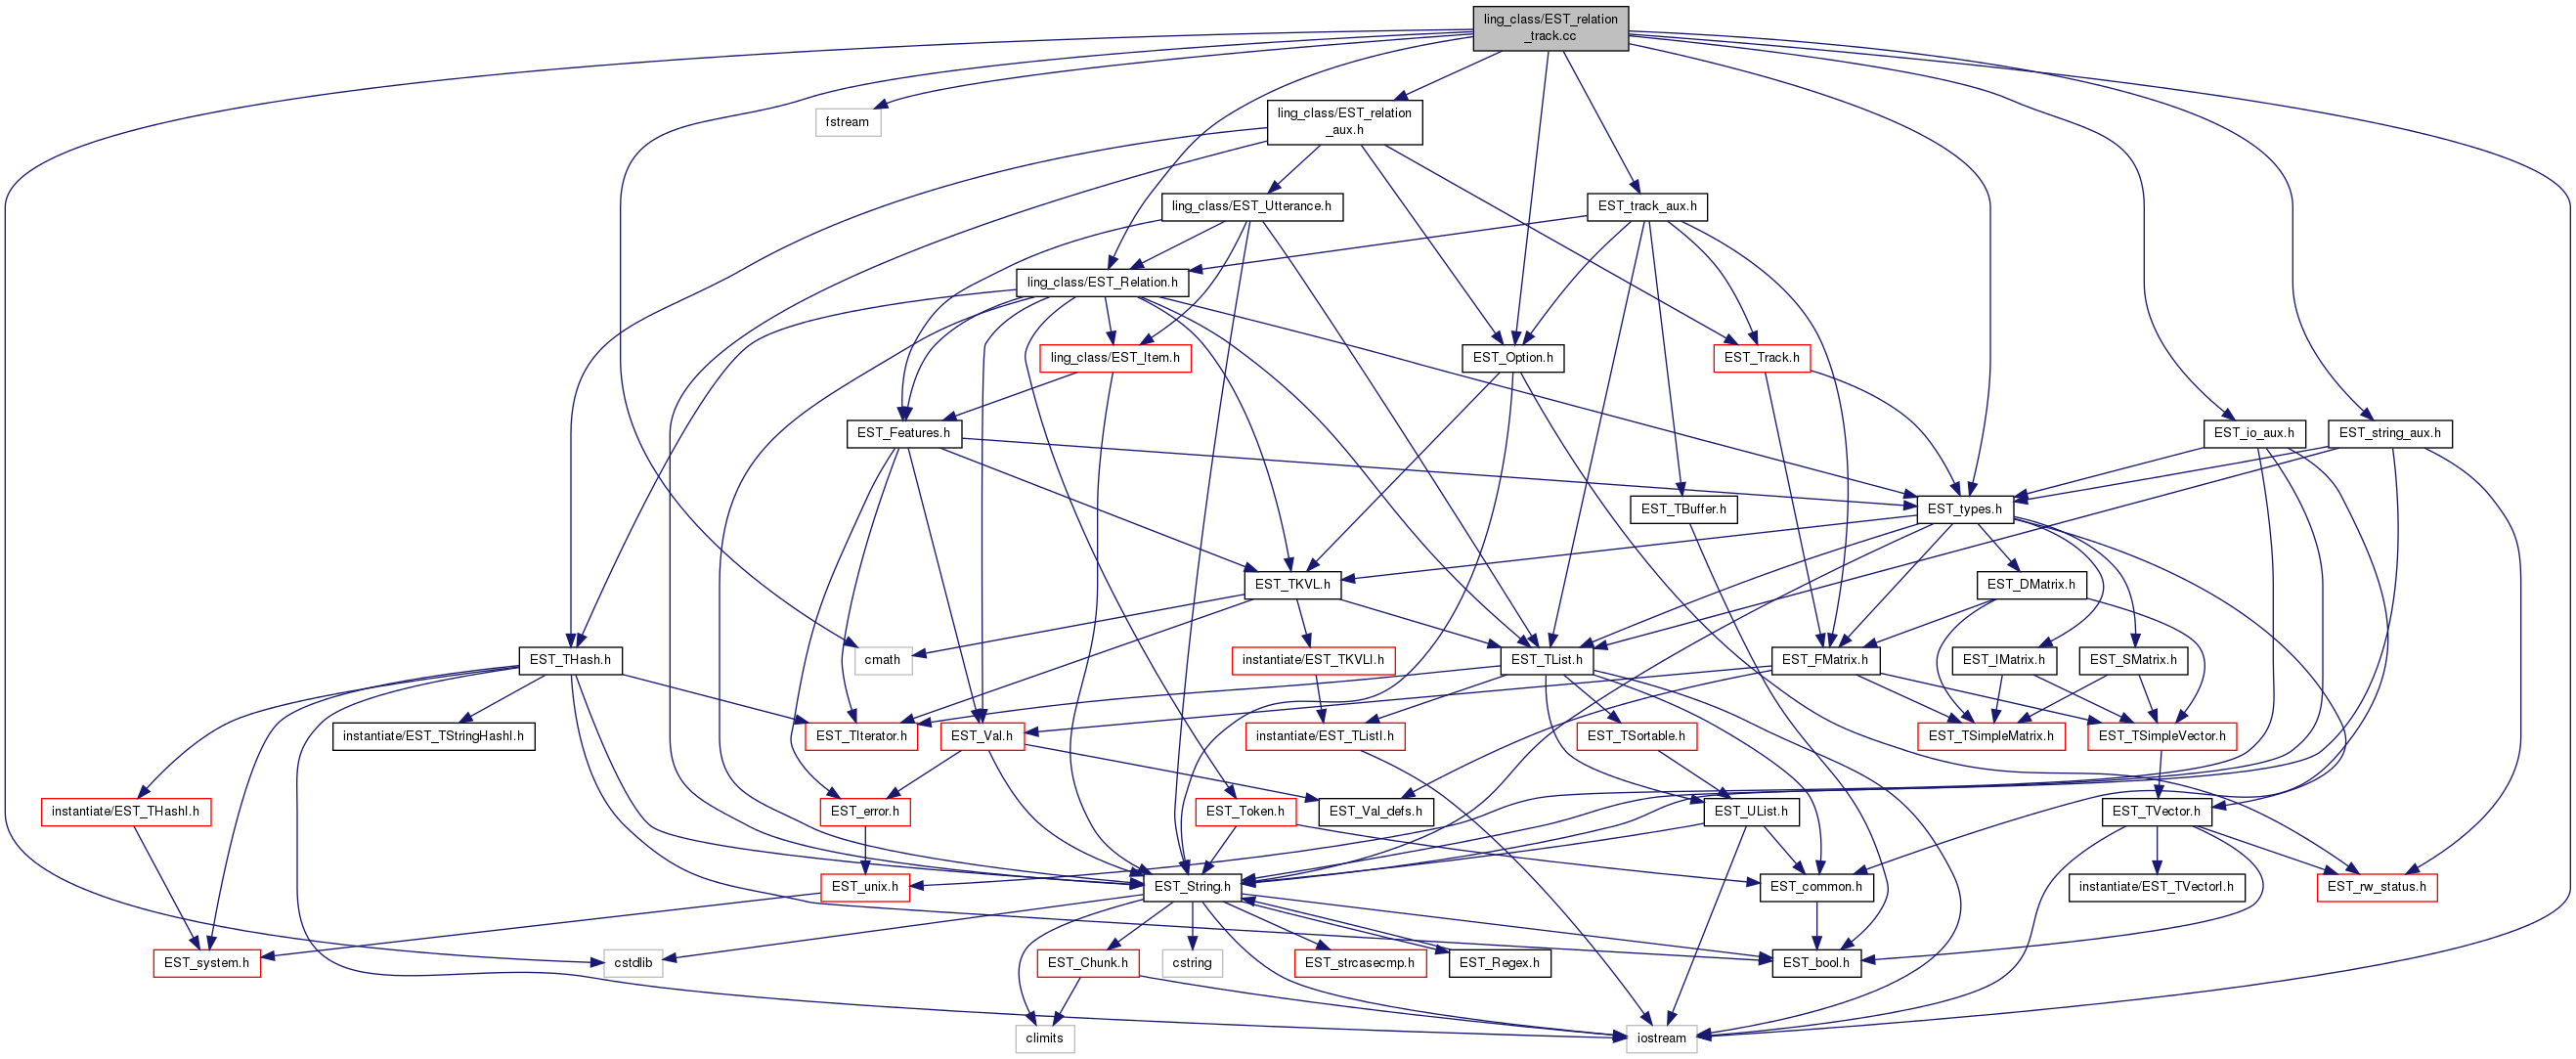 ling_class/EST_relation
_track.cc
fstream
ling_class/EST_relation
_aux.h
ling_class/EST_Utterance.h
EST_track_aux.h
ling_class/EST_Relation.h
ling_class/EST_Item.h
EST_Option.h
EST_Track.h
EST_Features.h
EST_io_aux.h
EST_string_aux.h
EST_TBuffer.h
EST_types.h
EST_TKVL.h
EST_DMatrix.h
EST_THash.h
cmath
instantiate/EST_TKVLI.h
EST_TList.h
EST_FMatrix.h
EST_IMatrix.h
EST_SMatrix.h
instantiate/EST_TStringHashI.h
EST_TIterator.h
EST_Val.h
instantiate/EST_TListI.h
EST_TSortable.h
EST_TSimpleMatrix.h
EST_TSimpleVector.h
instantiate/EST_THashI.h
EST_error.h
EST_Token.h
EST_Val_defs.h
EST_UList.h
EST_TVector.h
EST_unix.h
EST_String.h
EST_common.h
instantiate/EST_TVectorI.h
EST_rw_status.h
EST_system.h
cstdlib
EST_Chunk.h
cstring
EST_strcasecmp.h
EST_Regex.h
EST_bool.h
climits
iostream